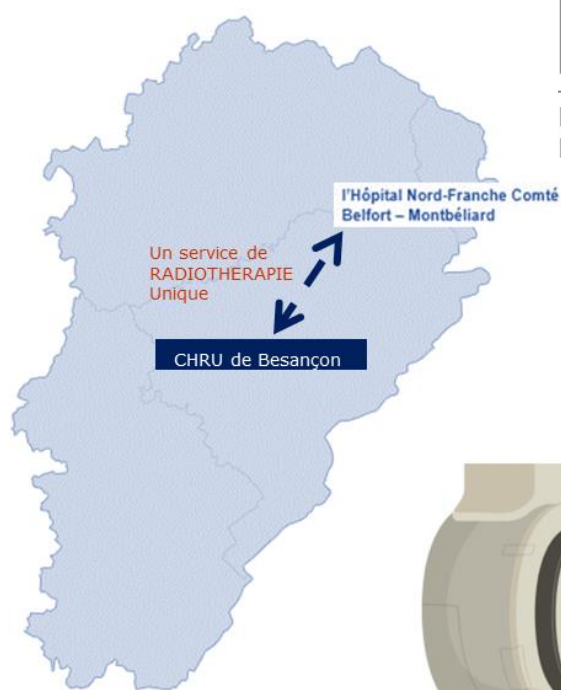 l'Hôpital Nord-Franche Comté
Belfort – Montbéliard
Un service de
RADIOTHERAPIE
Unique
CHRU de Besançon